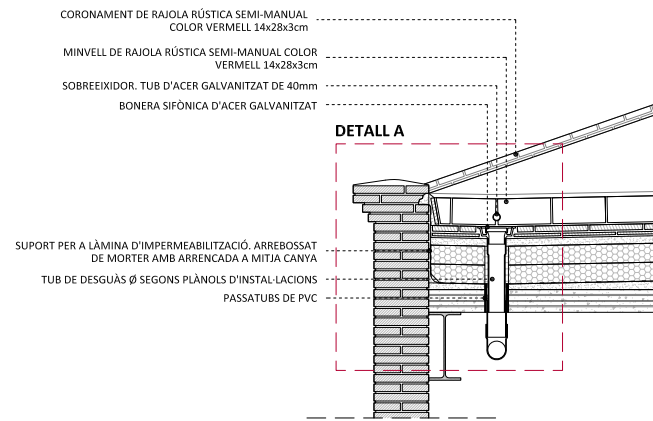 CORONAMENT DE RAJOLA RÚSTICA SEMI-MANUAL
COLOR VERMELL 14x28x3cm
MINVELL DE RAJOLA RÚSTICA SEMI-MANUAL COLOR
VERMELL 14x28x3cm
SOBREEIXIDOR. TUB D'ACER GALVANITZAT DE 40mm
BONERA SIFÒNICA D'ACER GALVANITZAT
DETALL A
SUPORT PER A LÀMINA D'IMPERMEABILITZACIÓ. ARREBOSSAT
DE MORTER AMB ARRENCADA A MITJA CANYA
TUB DE DESGUÀS Ø SEGONS PLÀNOLS D'INSTAL·LACIONS
PASSATUBS DE PVC